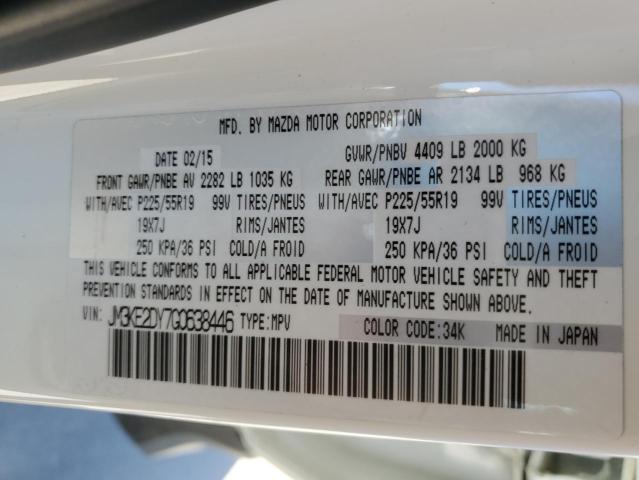 MFD. BY MAZDA MOTOR CORPORATION
DATE 02/15 GVWR/PNBV 4409 LB 2000 KG
FRONT GAWR/PNBE AV 2282 LB 1035 KG REAR GAWR/PNBE AR 2134 LB 968 KG
WITH/AVEC P225/55R19 99V TIRES/PNEUS WITH/AVEC P225/55R19 99V TIRES/PNEUS
19X7J RIMS/JANTES 19X7J RIMS/JANTES
250 KPA/36 PSI COLD/A FROID 250 KPA/36 PSI COLD/A FROID
THIS VEHICLE CONFORMS TO ALL APPLICABLE FEDERAL MOTOR VEHICLE SAFETY AND THEFT
PREVENTION STANDARDS IN EFFECT ON THE DATE OF MANUFACTURE SHOWN ABOVE.
VIN: JM3KE2DY7G0638446 TYPE:MPV COLOR CODE:34K MADE IN JAPAN